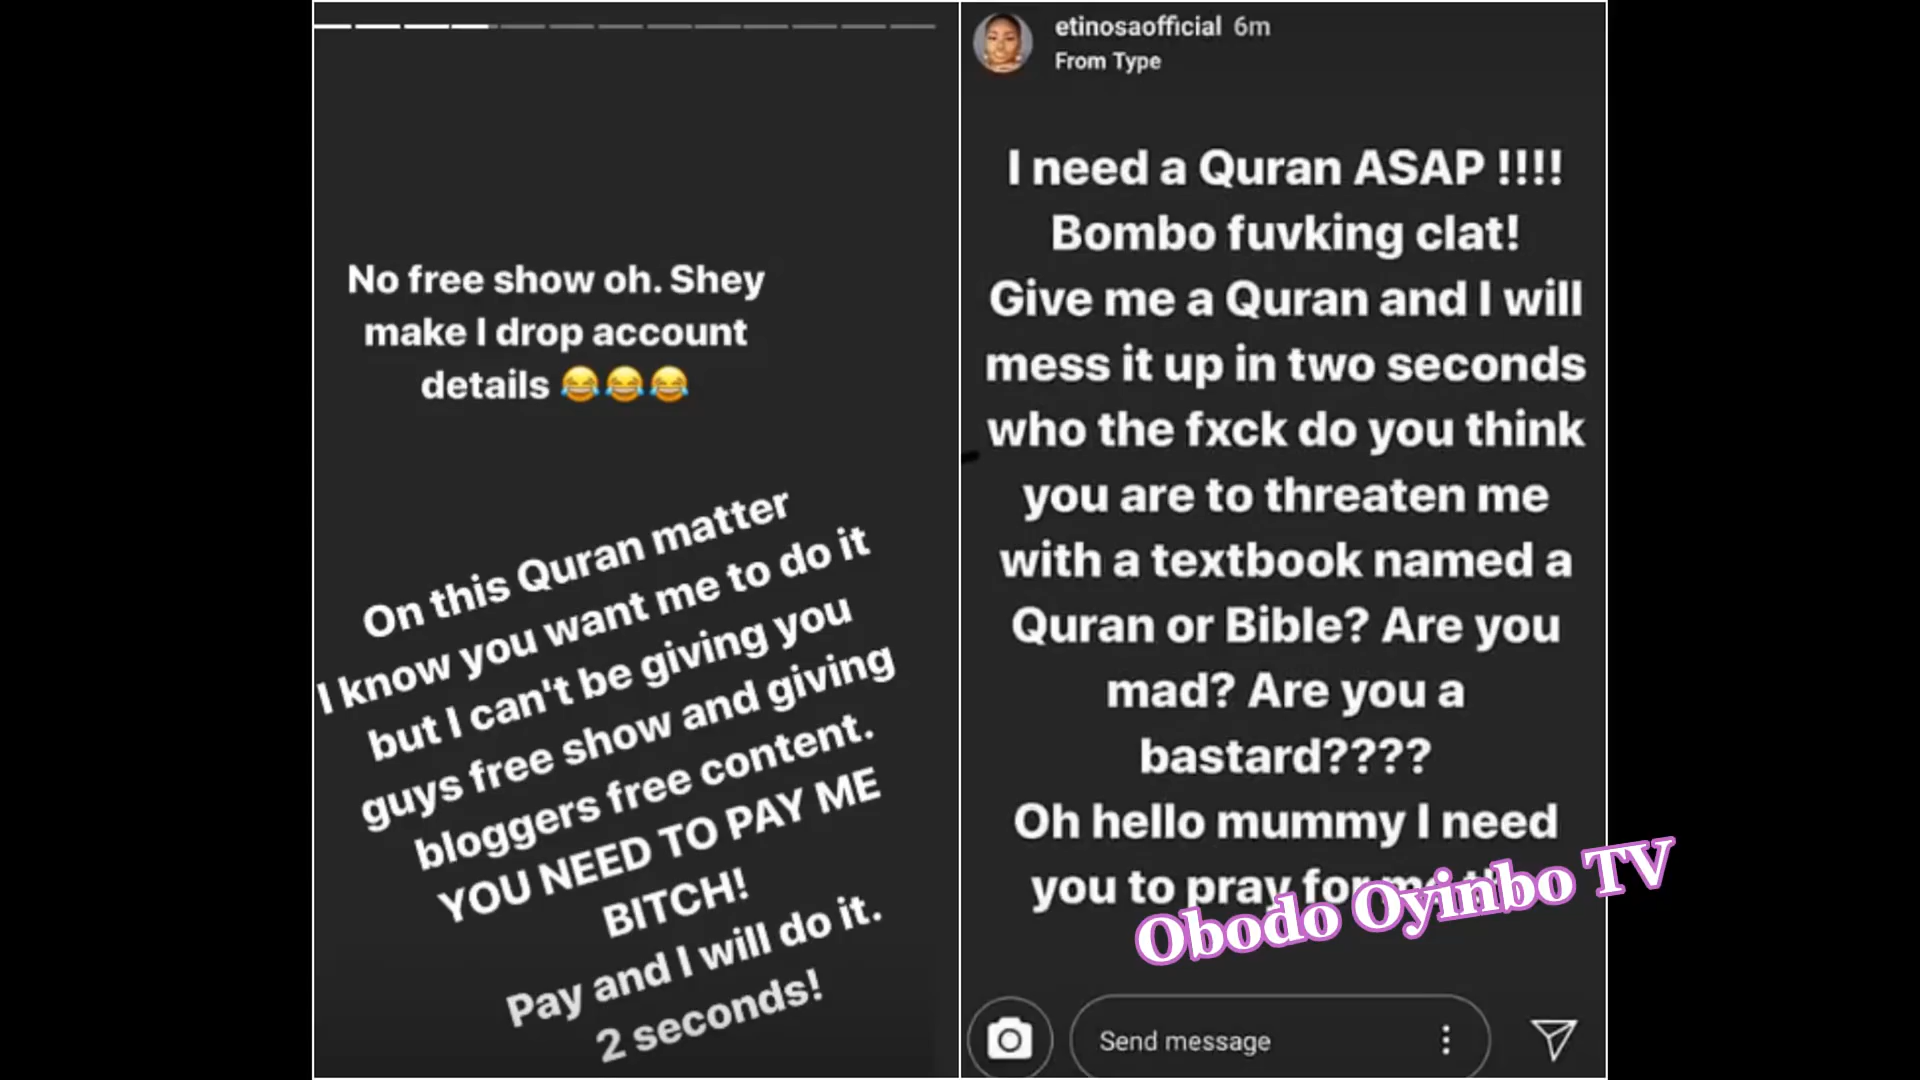 No free show oh. Shey
make I drop account
details 😂😂😂
On this Quran matter
I know you want me to do it
but I can't be giving you
guys free show and giving
bloggers free content.
YOU NEED TO PAY ME
BITCH!
Pay and I will do it.
2 seconds!
etinosaofficial 6m
From Type
I need a Quran ASAP !!!!
Bombo fuvking clat!
Give me a Quran and I will
mess it up in two seconds
who the fxck do you think
you are to threaten me
with a textbook named a
Quran or Bible? Are you
mad? Are you a
bastard????
Oh hello mummy I need
you to pray for me
Obodo Oyinbo TV
Send message